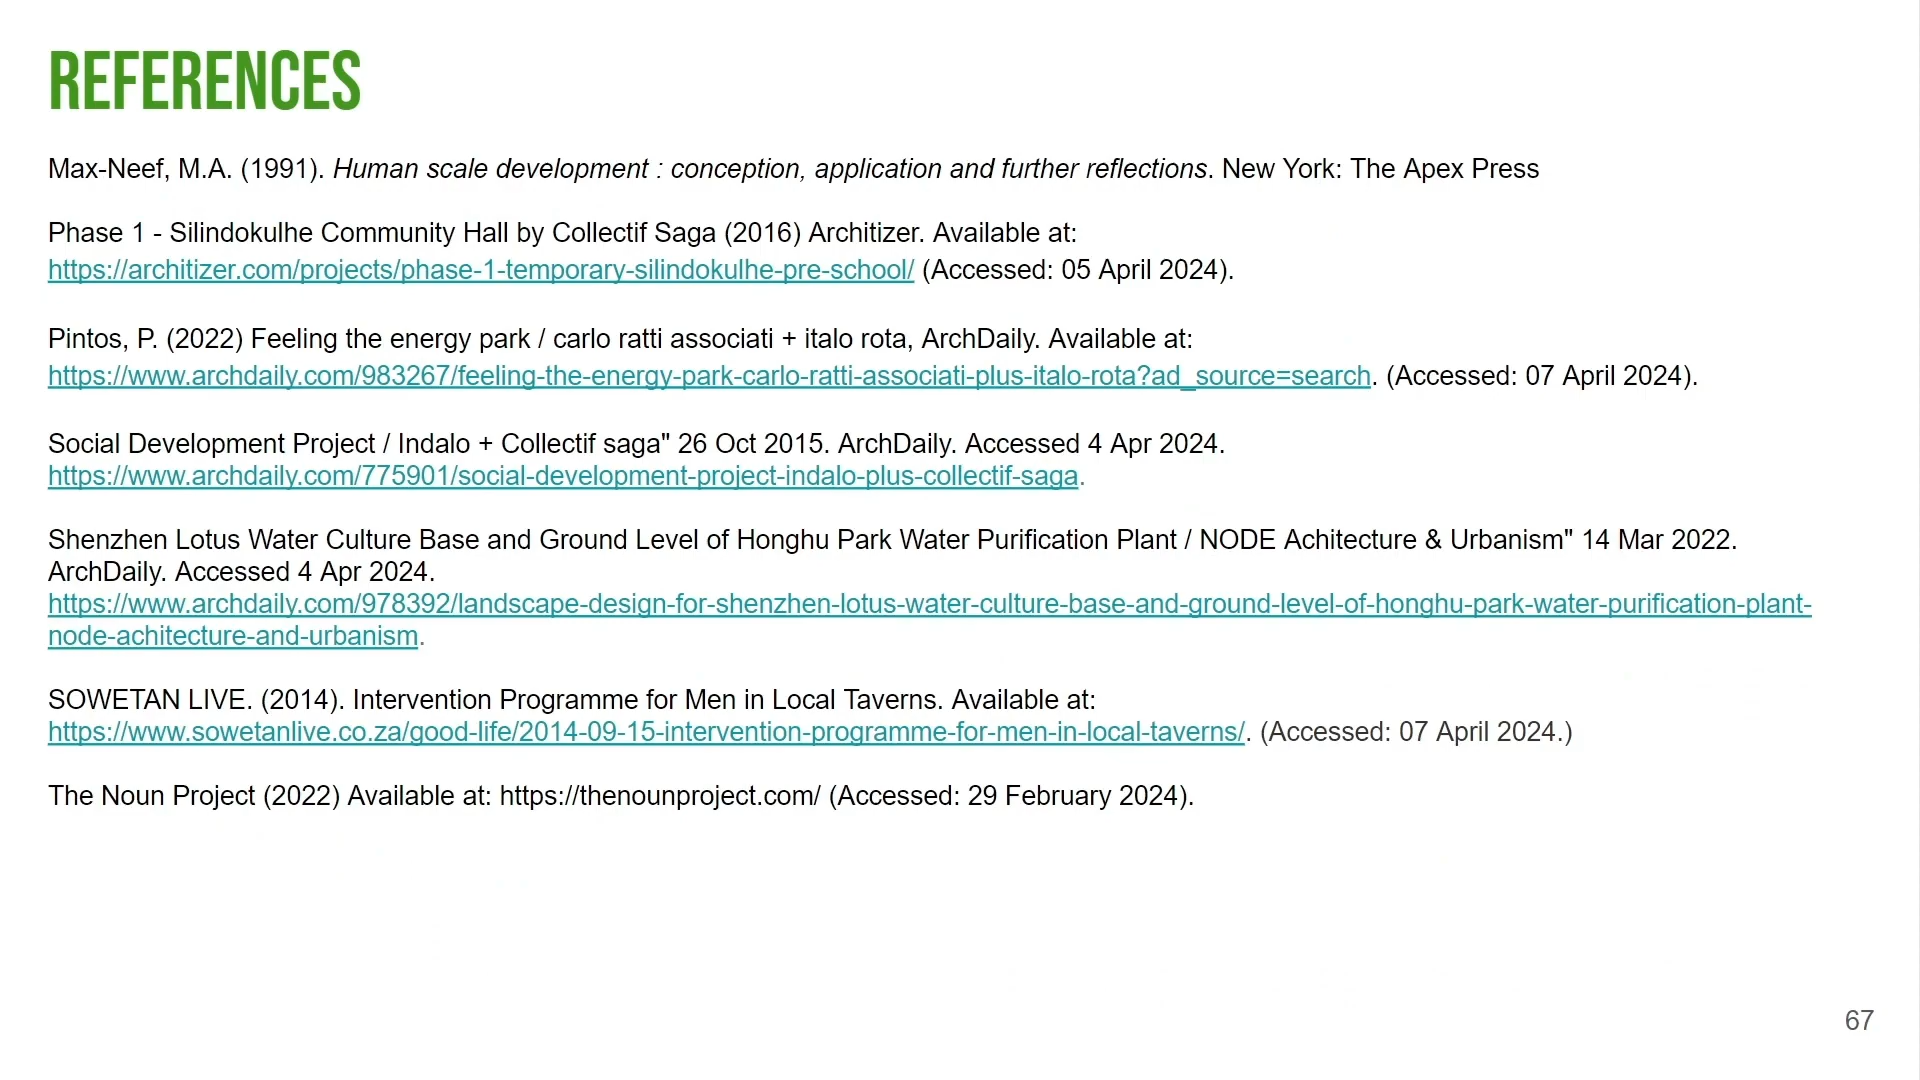 REFERENCES
Max-Neef, M.A. (1991). Human scale development : conception, application and further reflections. New York: The Apex Press
Phase 1 - Silindokulhe Community Hall by Collectif Saga (2016) Architizer. Available at:
https://architizer.com/projects/phase-1-temporary-silindokulhe-pre-school/ (Accessed: 05 April 2024).
Pintos, P. (2022) Feeling the energy park / carlo ratti associati + italo rota, ArchDaily. Available at:
https://www.archdaily.com/983267/feeling-the-energy-park-carlo-ratti-associati-plus-italo-rota?ad_source=search. (Accessed: 07 April 2024).
Social Development Project / Indalo + Collectif saga" 26 Oct 2015. ArchDaily. Accessed 4 Apr 2024.
https://www.archdaily.com/775901/social-development-project-indalo-plus-collectif-saga.
Shenzhen Lotus Water Culture Base and Ground Level of Honghu Park Water Purification Plant / NODE Achitecture & Urbanism" 14 Mar 2022.
ArchDaily. Accessed 4 Apr 2024.
https://www.archdaily.com/978392/landscape-design-for-shenzhen-lotus-water-culture-base-and-ground-level-of-honghu-park-water-purification-plant-
node-achitecture-and-urbanism.
SOWETAN LIVE. (2014). Intervention Programme for Men in Local Taverns. Available at:
https://www.sowetanlive.co.za/good-life/2014-09-15-intervention-programme-for-men-in-local-taverns/. (Accessed: 07 April 2024.)
The Noun Project (2022) Available at: https://thenounproject.com/ (Accessed: 29 February 2024).
67